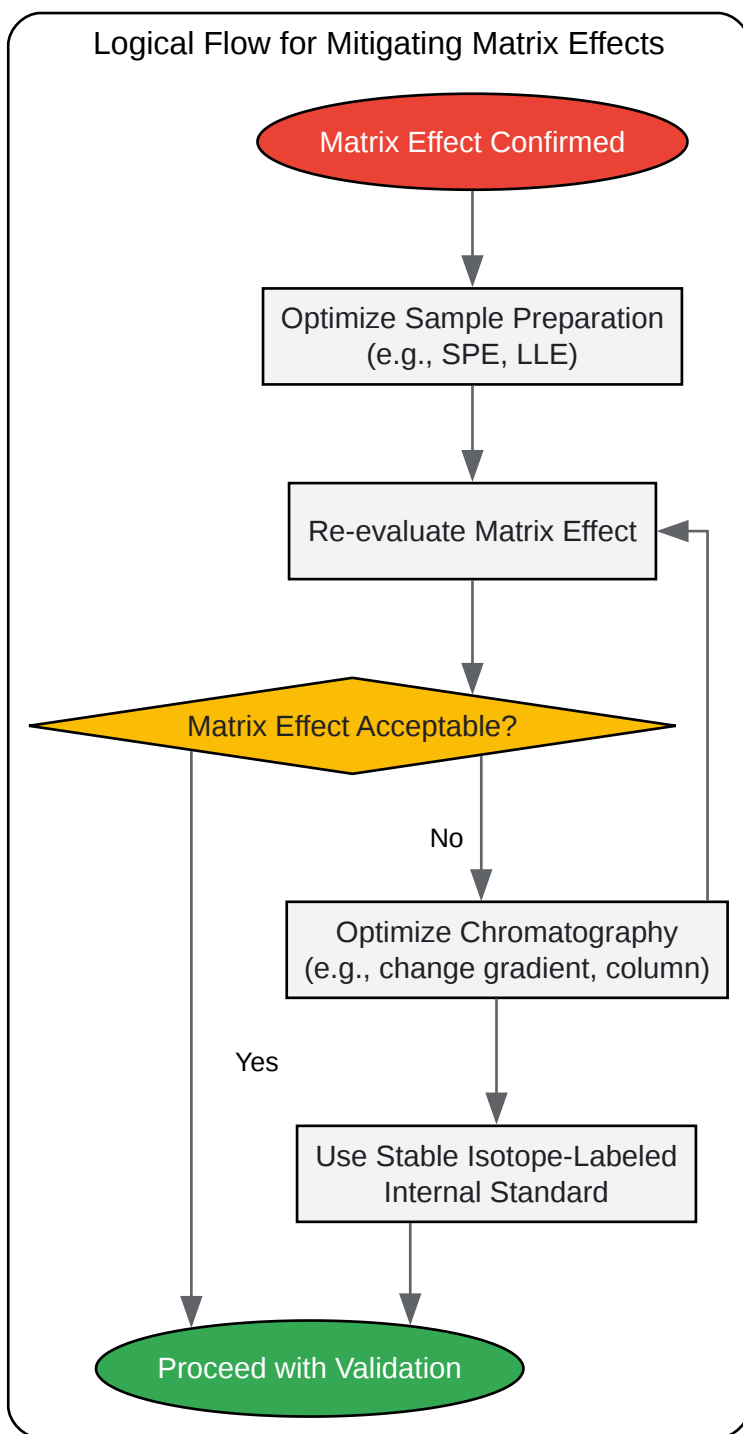 Logical Flow for Mitigating Matrix Effects
Matrix Effect Confirmed
Optimize Sample Preparation
(e.g., SPE, LLE)
Re-evaluate Matrix Effect
Matrix Effect Acceptable?
No
Optimize Chromatography
(e.g., change gradient, column)
Yes
Use Stable Isotope-Labeled
Internal Standard
Proceed with Validation